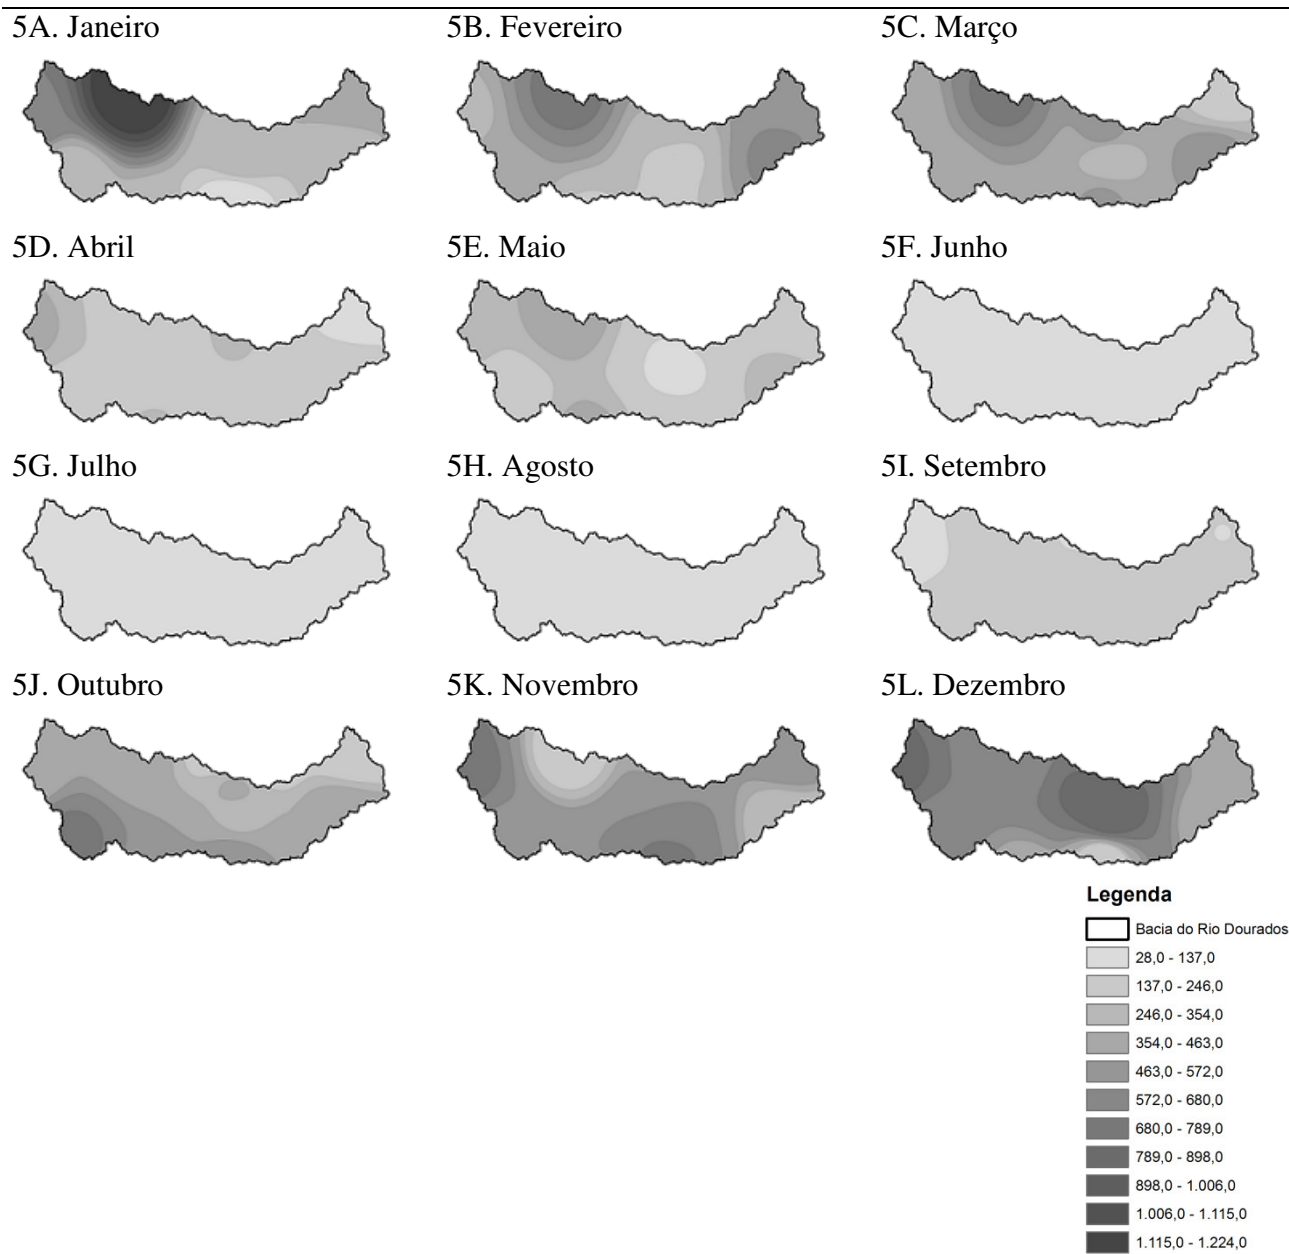 5A. Janeiro
5B. Fevereiro
5C. Março
5D. Abril
5E. Maio
5F. Junho
5G. Julho
5H. Agosto
5I. Setembro
5J. Outubro
5K. Novembro
5L. Dezembro
Legenda
Bacia do Rio Dourados
28,0 - 137,0
137,0 - 246,0
246,0 - 354,0
354,0 - 463,0
463,0 - 572,0
572,0 - 680,0
680,0 - 789,0
789,0 - 898,0
898,0 - 1.006,0
1.006,0 - 1.115,0
1.115,0 - 1.224,0